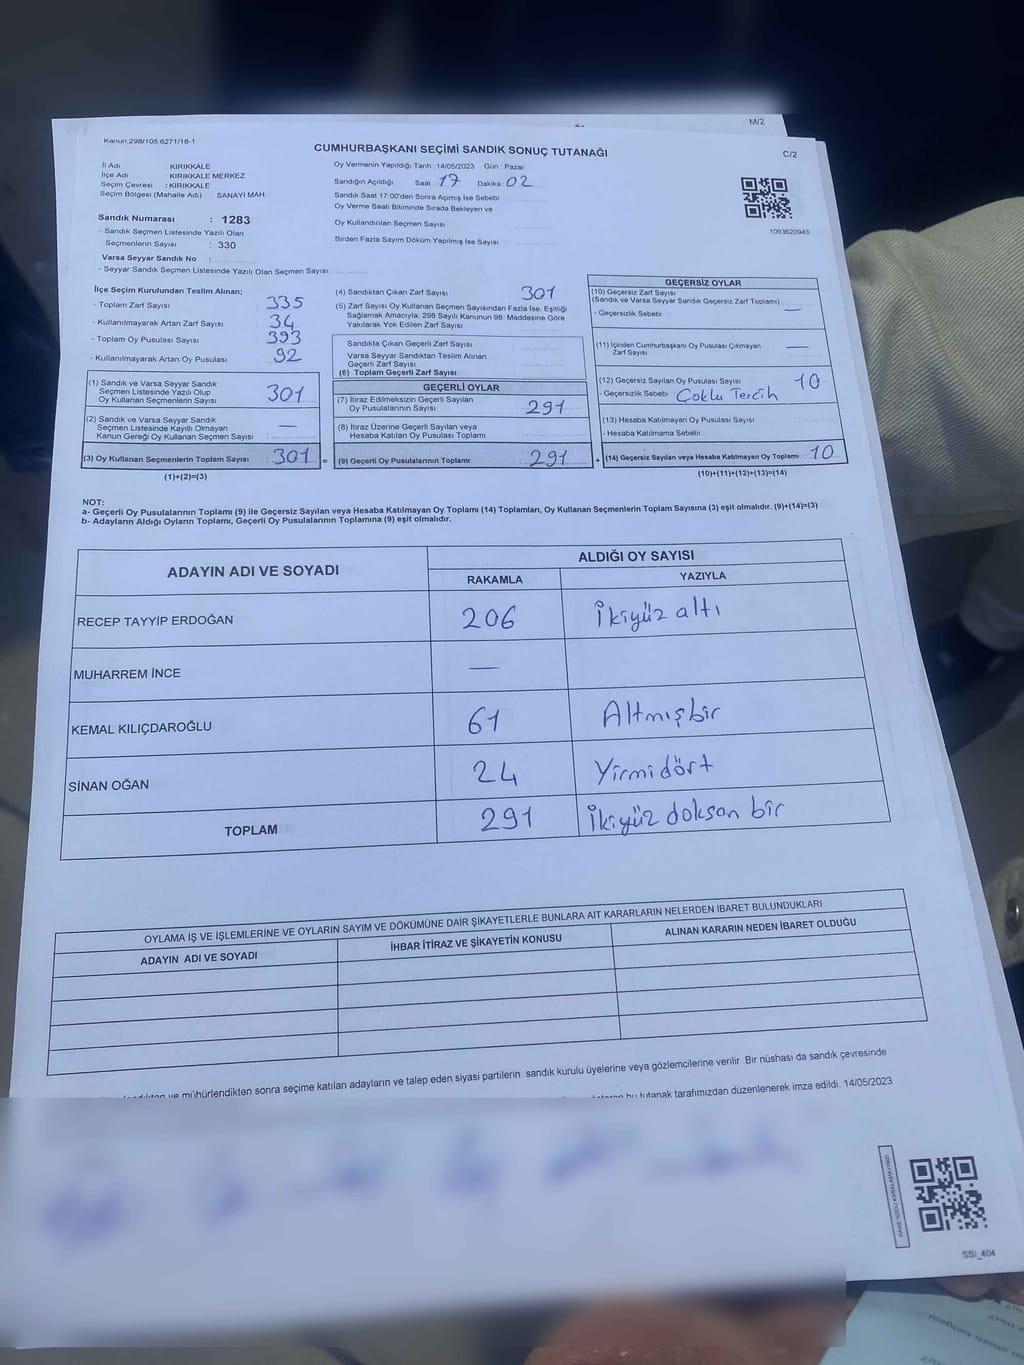 M/2
Kanun:298/105,6271/18-1
CUMHURBAŞKANI SEÇİMİ SANDIK SONUÇ TUTANAĞI
C/2
İl Adı : KIRIKKALE
İlçe Adı : KIRIKKALE MERKEZ
Seçim Çevresi : KIRIKKALE
Seçim Bölgesi (Mahalle Adı) : SANAYİ MAH.
Sandık Numarası : 1283
- Sandık Seçmen Listesinde Yazılı Olan
Seçmenlerin Sayısı : 330
Varsa Seyyar Sandık No :
- Seyyar Sandık Seçmen Listesinde Yazılı Olan Seçmen Sayısı:
Oy Vermenin Yapıldığı Tarih :14/05/2023 Gün : Pazar
Sandığın Açıldığı Saat : 17 Dakika : 02
Sandık Saat 17:00'den Sonra Açımış İse Sebebi
Oy Verme Saati Bitiminde Sırada Bekleyen ve
Oy Kullandırılan Seçmen Sayısı
Birden Fazla Sayım Döküm Yapılmış İse Sayısı
1093620943
İlçe Seçim Kurulundan Teslim Alınan;
- Toplam Zarf Sayısı : 335
- Kullanılmayarak Artan Zarf Sayısı : 34
- Toplam Oy Pusulası Sayısı : 393
- Kullanılmayarak Artan Oy Pusulası : 92
(1) Sandık ve Varsa Seyyar Sandık
Seçmen Listesinde Yazılı Olup
Oy Kullanan Seçmenlerin Sayısı : 301
(2) Sandık ve Varsa Seyyar Sandık
Seçmen Listesinde Kayıtlı Olmayan
Kanun Gereği Oy Kullanan Seçmen Sayısı : —
(3) Oy Kullanan Seçmenlerin Toplam Sayısı : 301 =
(1)+(2)=(3)
(4) Sandıktan Çıkan Zarf Sayısı : 301
(5) Zarf Sayısı Oy Kullanan Seçmen Sayısından Fazla İse, Eşitliği
Sağlamak Amacıyla, 298 Sayılı Kanunun 98. Maddesine Göre
Yakılarak Yok Edilen Zarf Sayısı
Sandıkta Çıkan Geçerli Zarf Sayısı
Varsa Seyyar Sandıktan Teslim Alınan
Geçerli Zarf Sayısı
(6) Toplam Geçerli Zarf Sayısı
GEÇERLİ OYLAR
(7) İtiraz Edilmeksizin Geçerli Sayılan
Oy Pusulalarının Sayısı : 291
(8) İtiraz Üzerine Geçerli Sayılan veya
Hesaba Katılan Oy Pusulası Toplamı
(9) Geçerli Oy Pusulalarının Toplamı : 291 +
GEÇERSİZ OYLAR
(10) Geçersiz Zarf Sayısı
(Sandık ve Varsa Seyyar Sandık Geçersiz Zarf Toplamı) —
- Geçersizlik Sebebi :
(11) İçinden Cumhurbaşkanı Oy Pusulası Çıkmayan
Zarf Sayısı —
(12) Geçersiz Sayılan Oy Pusulası Sayısı : 10
- Geçersizlik Sebebi : Çoklu Tercih
(13) Hesaba Katılmayan Oy Pusulası Sayısı
- Hesaba Katılmama Sebebi :
(14) Geçersiz Sayılan veya Hesaba Katılmayan Oy Toplamı : 10
(10)+(11)+(12)+(13)=(14)
NOT:
a- Geçerli Oy Pusulalarının Toplamı (9) ile Geçersiz Sayılan veya Hesaba Katılmayan Oy Toplamı (14) Toplamları, Oy Kullanan Seçmenlerin Toplam Sayısına (3) eşit olmalıdır. (9)+(14)=(3)
b- Adayların Aldığı Oyların Toplamı, Geçerli Oy Pusulalarının Toplamına (9) eşit olmalıdır.
ADAYIN ADI VE SOYADI
ALDIĞI OY SAYISI
RAKAMLA YAZIYLA
RECEP TAYYİP ERDOĞAN 206 İkiyüz altı
MUHARREM İNCE —
KEMAL KILIÇDAROĞLU 61 Altmışbir
SİNAN OĞAN 24 Yirmidört
TOPLAM 291 İkiyüz doksan bir
OYLAMA İŞ VE İŞLEMLERİNE VE OYLARIN SAYIM VE DÖKÜMÜNE DAİR ŞİKAYETLERLE BUNLARA AİT KARARLARIN NELERDEN İBARET BULUNDUKLARI
ADAYIN ADI VE SOYADI İHBAR İTİRAZ VE ŞİKAYETİN KONUSU ALINAN KARARIN NEDEN İBARET OLDUĞU
ve mühürlendikten sonra seçime katılan adayların ve talep eden siyasi partilerin sandık kurulu üyelerine veya gözlemcilerine verilir. Bir nüshası da sandık çevresinde
bu tutanak tarafımızdan düzenlenerek imza edildi. 14/05/2023
SSİ_404